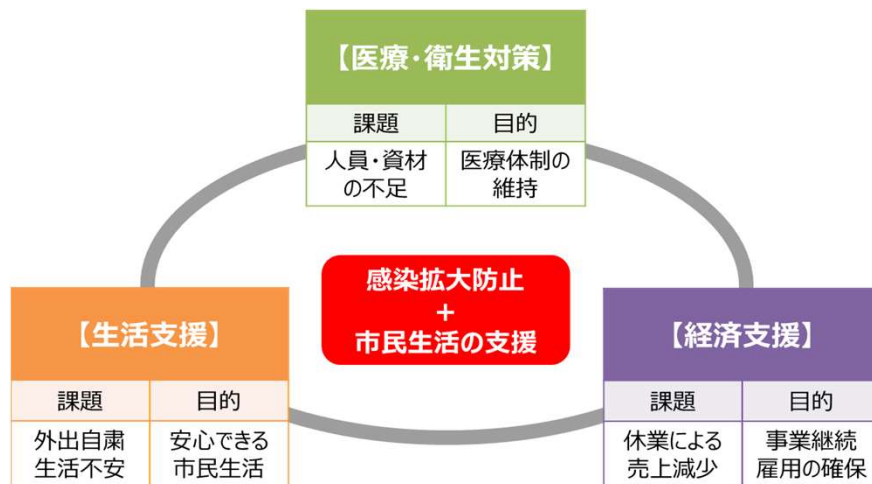 【医療・衛生対策】
課題 目的
人員・資材 医療体制の
の不足 維持
感染拡大防止
+
市民生活の支援
【生活支援】
課題 目的
外出自粛 安心できる
生活不安 市民生活
【経済支援】
課題 目的
休業による 事業継続
売上減少 雇用の確保